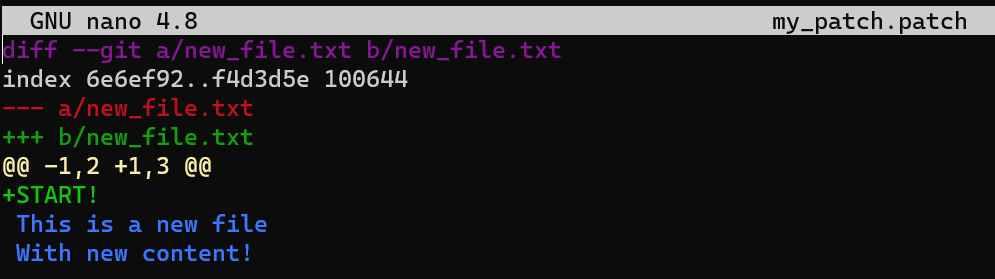 GNU nano 4.8 my_patch.patch
diff --git a/new_file.txt b/new_file.txt
index 6e6ef92..f4d3d5e 100644
--- a/new_file.txt
+++ b/new_file.txt
@@ -1,2 +1,3 @@
+START!
 This is a new file
 With new content!